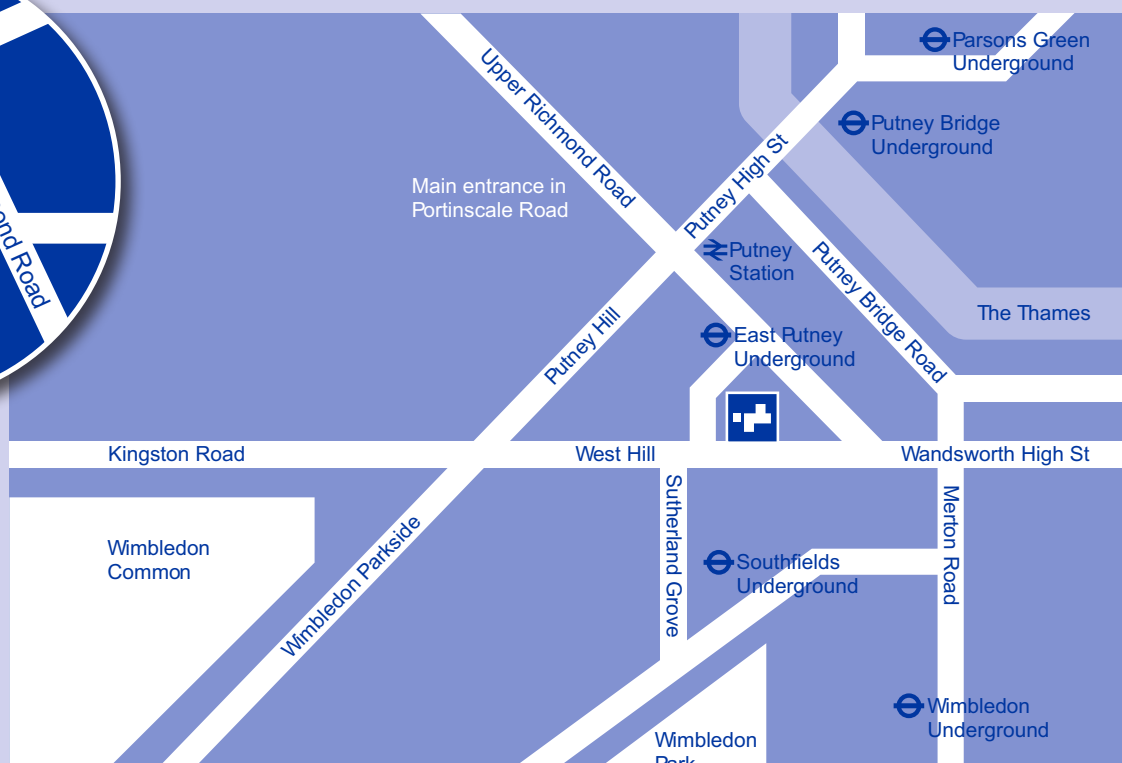 Parsons Green
Underground
Upper Richmond Road
Putney Bridge
Underground
Putney High St
Main entrance in
Portinscale Road
ond Road
Putney
Station
Putney Bridge Road
The Thames
Putney Hill
East Putney
Underground
Kingston Road
West Hill
Wandsworth High St
Sutherland Grove
Merton Road
Wimbledon
Common
Wimbledon Parkside
Southfields
Underground
Wimbledon
Underground
Wimbledon
Park